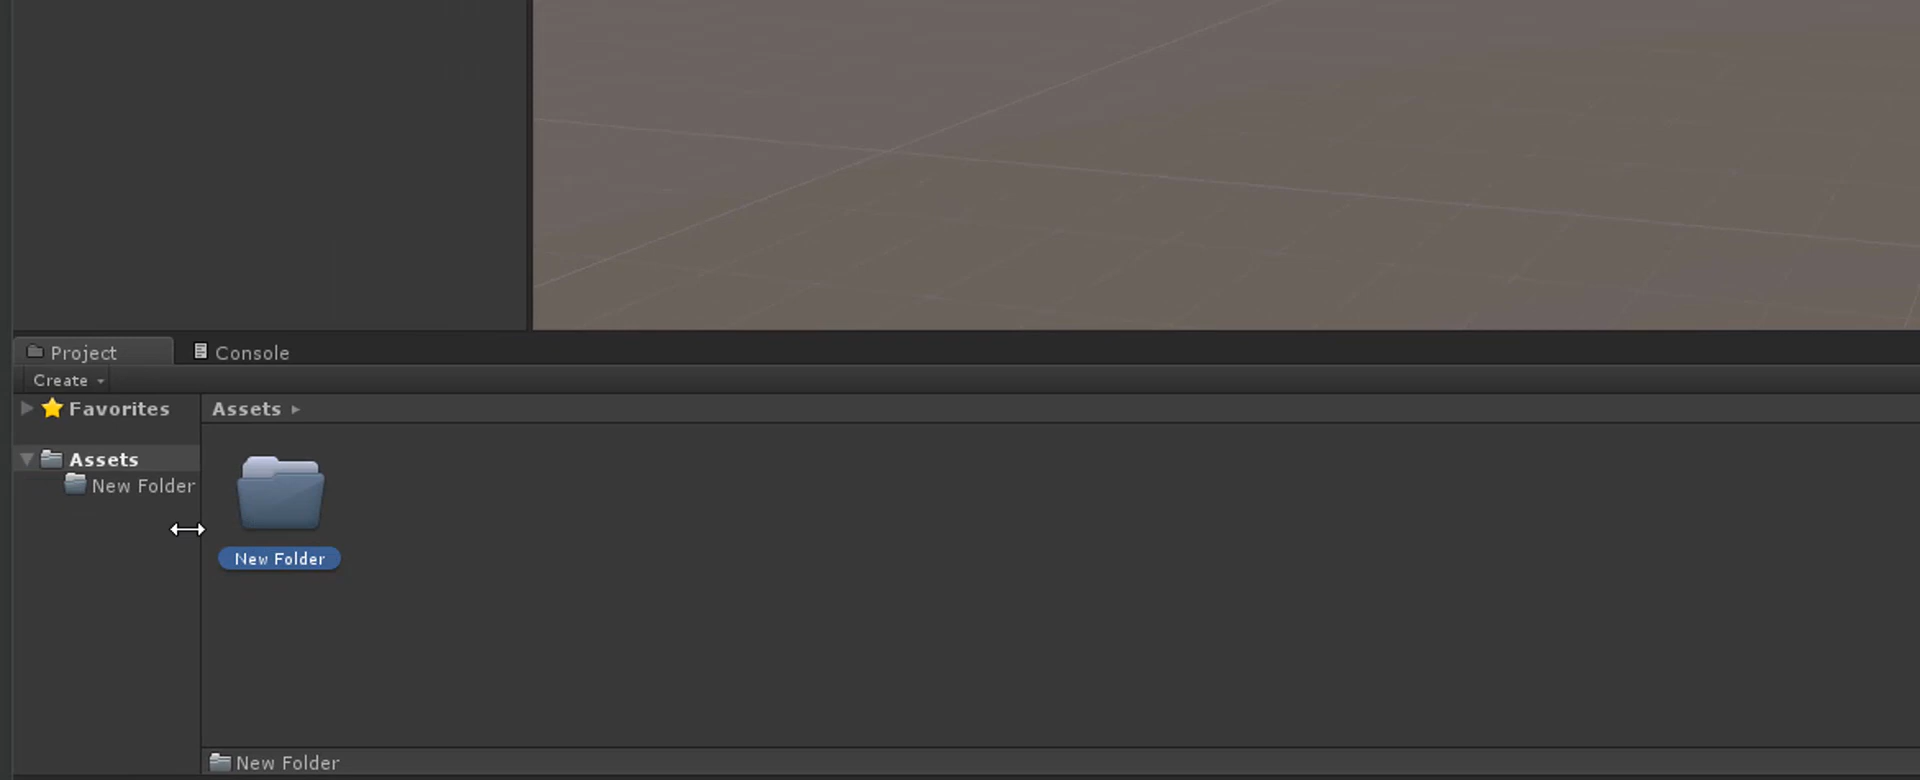 Project
Console
Create
Favorites
Assets
Assets
New Folder
New Folder
New Folder